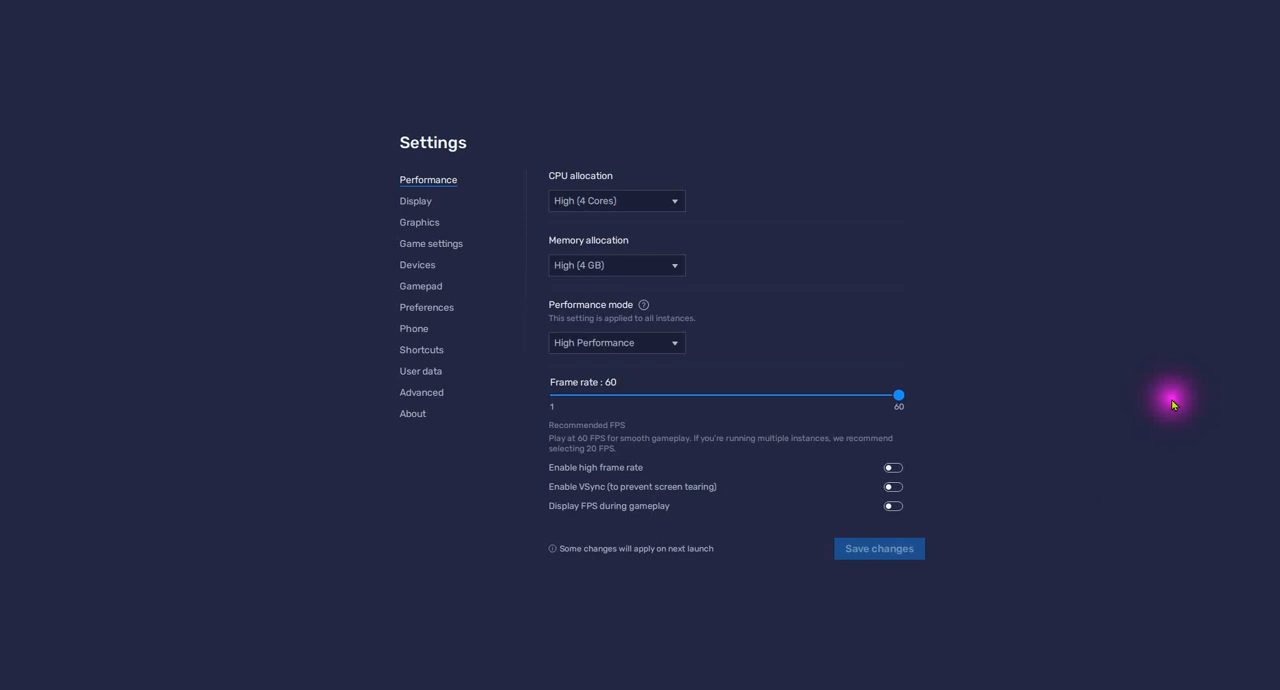 Settings
Performance
Display
Graphics
Game settings
Devices
Gamepad
Preferences
Phone
Shortcuts
User data
Advanced
About
CPU allocation
High (4 Cores)
Memory allocation
High (4 GB)
Performance mode ?
This setting is applied to all instances.
High Performance
Frame rate : 60
1 60
Recommended FPS
Play at 60 FPS for smooth gameplay. If you're running multiple instances, we recommend
selecting 20 FPS.
Enable high frame rate
Enable VSync (to prevent screen tearing)
Display FPS during gameplay
Some changes will apply on next launch
Save changes